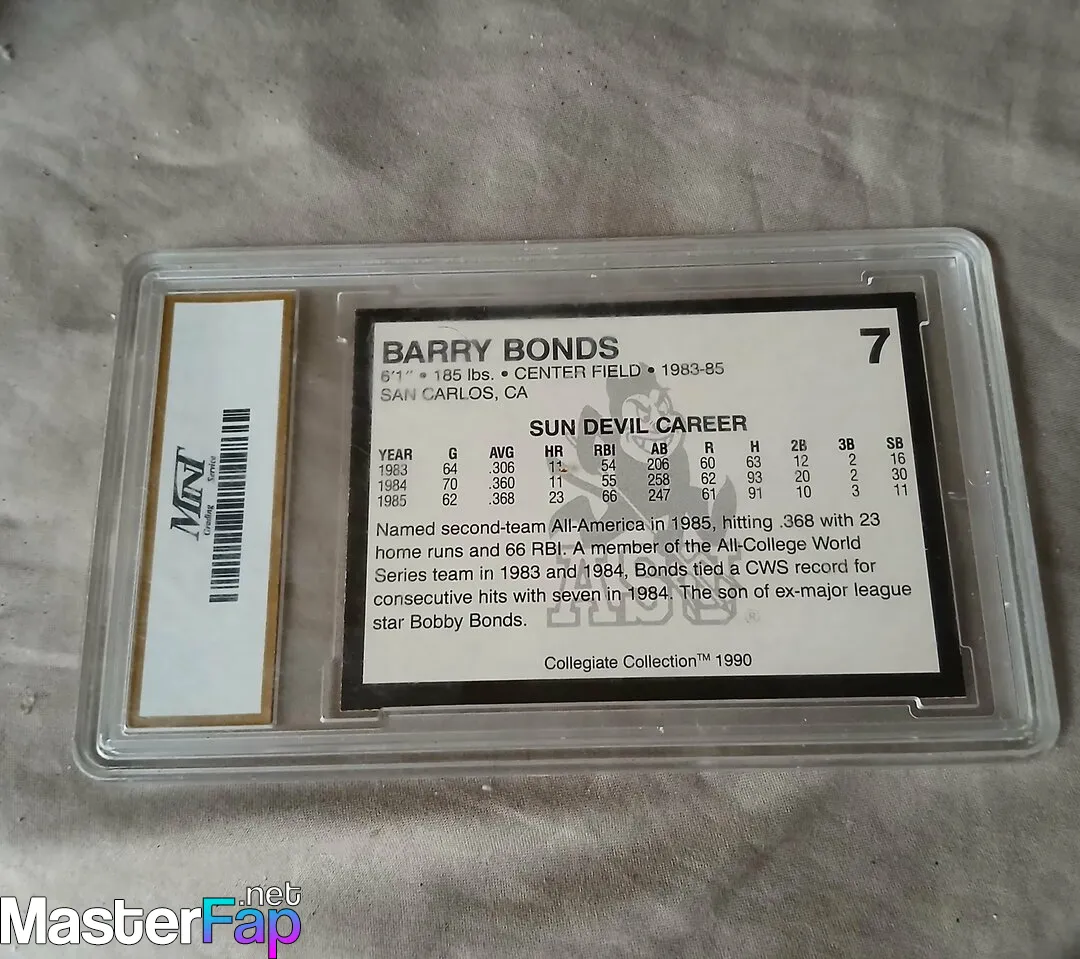 BARRY BONDS
7
6'1" • 185 lbs. • CENTER FIELD • 1983-85
SAN CARLOS, CA
SUN DEVIL CAREER
YEAR G AVG HR RBI AB R H 2B 3B SB
1983 64 .306 11 54 206 60 63 12 2 16
1984 70 .360 11 55 258 62 93 20 2 30
1985 62 .368 23 66 247 61 91 10 3 11
Named second-team All-America in 1985, hitting .368 with 23
home runs and 66 RBI. A member of the All-College World
Series team in 1983 and 1984, Bonds tied a CWS record for
consecutive hits with seven in 1984. The son of ex-major league
star Bobby Bonds.
ASU
®
Collegiate Collection™ 1990
MINT
Grading Service
MasterFap.net